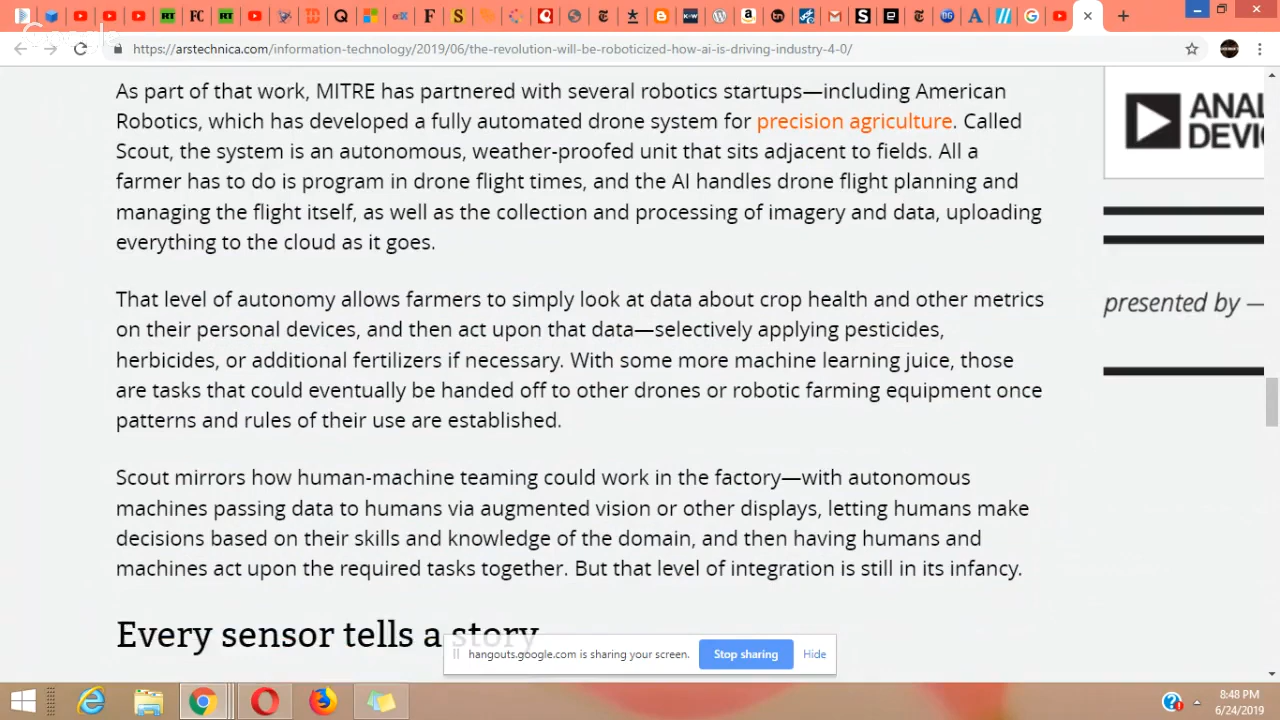 Google
https://arstechnica.com/information-technology/2019/06/the-revolution-will-be-roboticized-how-ai-is-driving-industry-4-0/
As part of that work, MITRE has partnered with several robotics startups—including American
Robotics, which has developed a fully automated drone system for precision agriculture. Called
Scout, the system is an autonomous, weather-proofed unit that sits adjacent to fields. All a
farmer has to do is program in drone flight times, and the AI handles drone flight planning and
managing the flight itself, as well as the collection and processing of imagery and data, uploading
everything to the cloud as it goes.
That level of autonomy allows farmers to simply look at data about crop health and other metrics
on their personal devices, and then act upon that data—selectively applying pesticides,
herbicides, or additional fertilizers if necessary. With some more machine learning juice, those
are tasks that could eventually be handed off to other drones or robotic farming equipment once
patterns and rules of their use are established.
Scout mirrors how human-machine teaming could work in the factory—with autonomous
machines passing data to humans via augmented vision or other displays, letting humans make
decisions based on their skills and knowledge of the domain, and then having humans and
machines act upon the required tasks together. But that level of integration is still in its infancy.
Every sensor tells a story
ANAL
DEVIC
presented by —
hangouts.google.com is sharing your screen.
Stop sharing
Hide
8:48 PM
6/24/2019